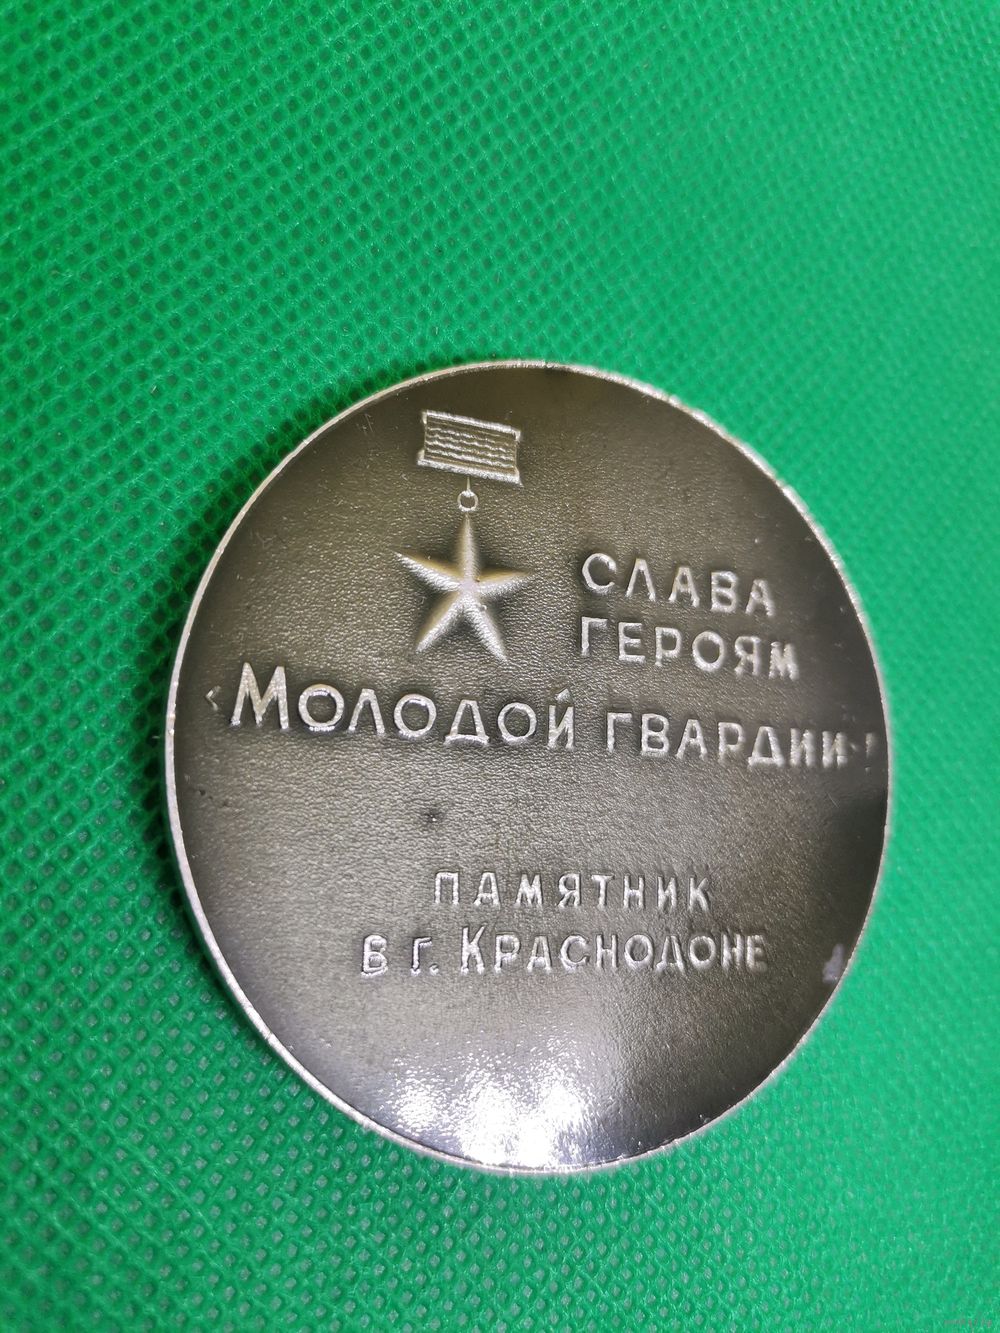 СЛАВА
ГЕРОЯМ
«МОЛОДОЙ ГВАРДИИ»!
ПАМЯТНИК
В Г. КРАСНОДОНЕ